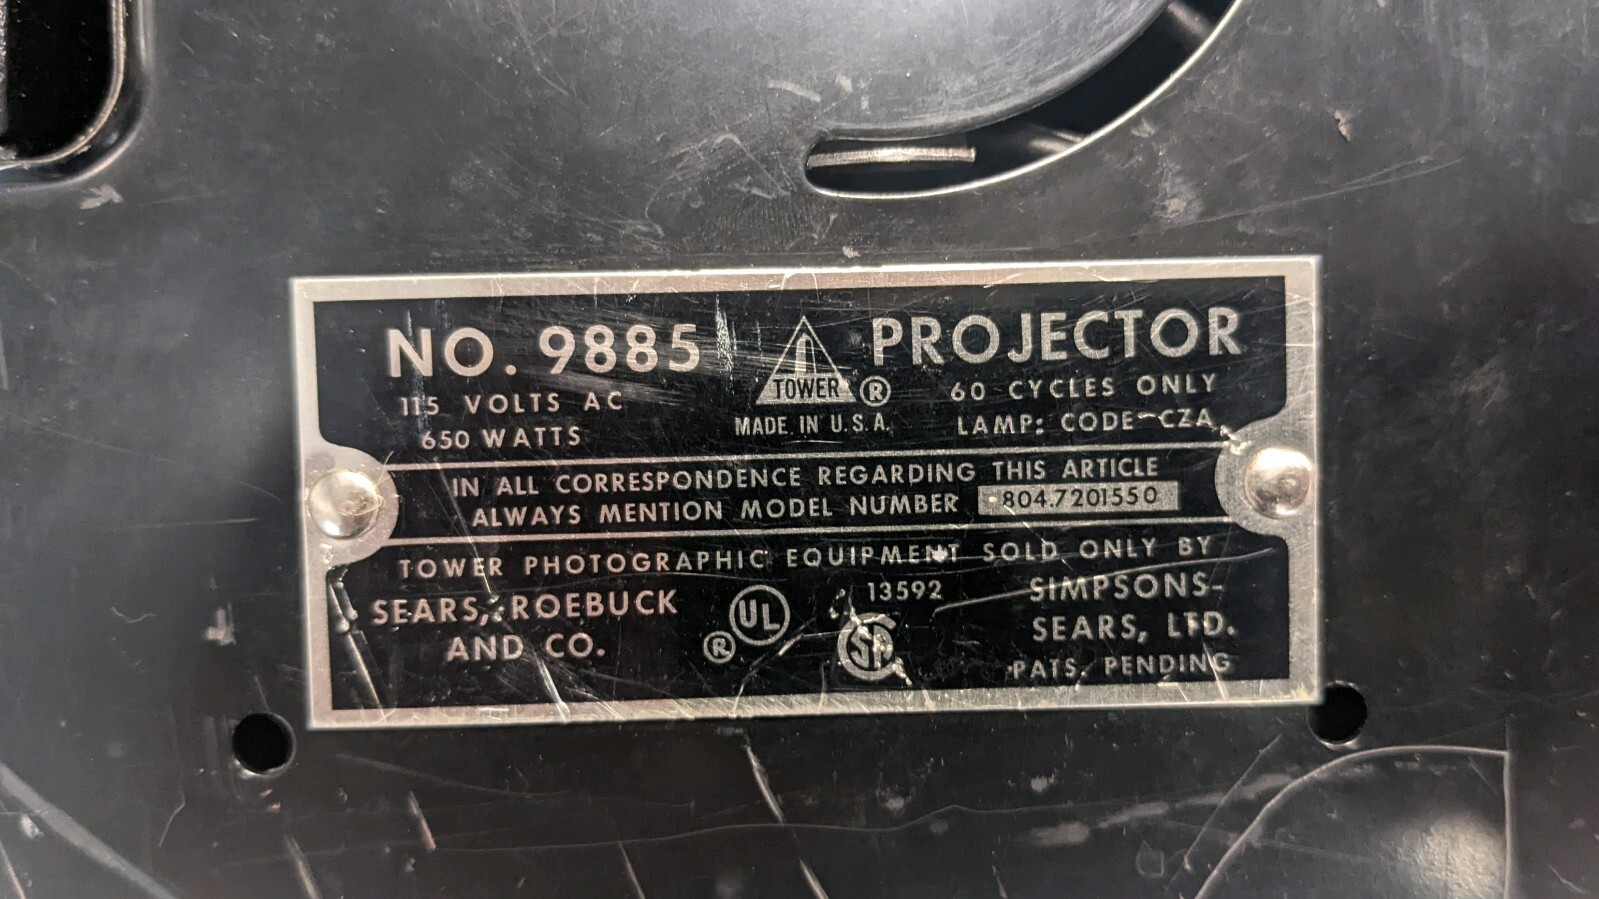 NO. 9885
TOWER ®
PROJECTOR
115 VOLTS AC
MADE IN U.S.A.
60 CYCLES ONLY
650 WATTS
LAMP: CODE-CZA
IN ALL CORRESPONDENCE REGARDING THIS ARTICLE
ALWAYS MENTION MODEL NUMBER 804.7201550
TOWER PHOTOGRAPHIC EQUIPMENT SOLD ONLY BY
SEARS, ROEBUCK
AND CO.
UL ®
13592
SA
SIMPSONS-
SEARS, LTD.
PATS. PENDING